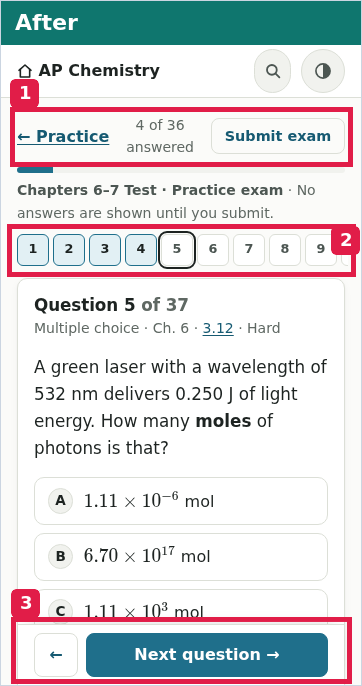 After
AP Chemistry
1
← Practice
4 of 36
answered
Submit exam
Chapters 6–7 Test · Practice exam · No
answers are shown until you submit.
2
1 2 3 4 5 6 7 8 9
Question 5 of 37
Multiple choice · Ch. 6 · 3.12 · Hard
A green laser with a wavelength of
532 nm delivers 0.250 J of light
energy. How many moles of
photons is that?
A 1.11 × 10⁻⁶ mol
B 6.70 × 10¹⁷ mol
C 1.11 × 10³ mol
3
← Next question →